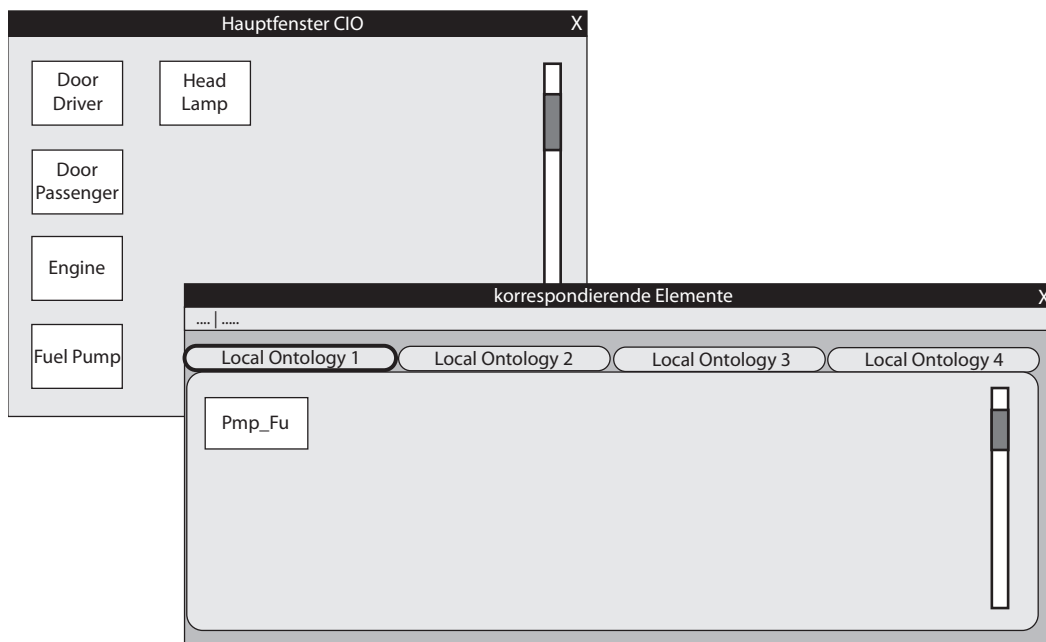 Hauptfenster CIO
X
Door
Driver
Head
Lamp
Door
Passenger
Engine
Fuel Pump
korrespondierende Elemente
X
.... | .....
Local Ontology 1
Local Ontology 2
Local Ontology 3
Local Ontology 4
Pmp_Fu